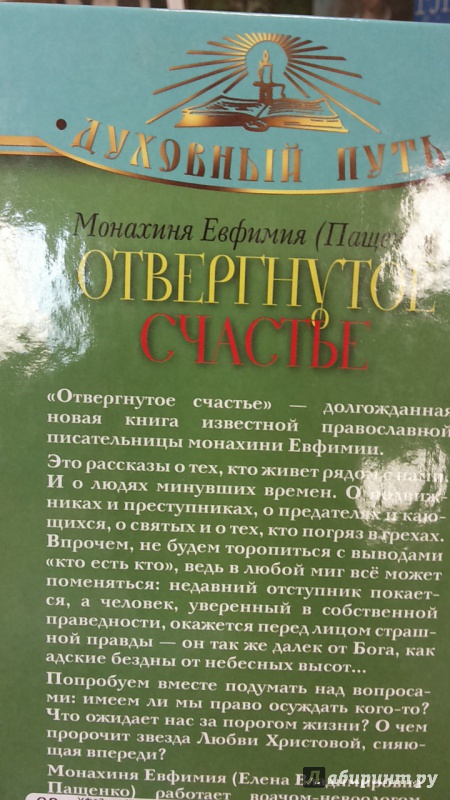 ДУХОВНЫЙ ПУТЬ
Монахиня Евфимия (Пащенко)
ОТВЕРГНУТОЕ
СЧАСТЬЕ
«Отвергнутое счастье» — долгожданная
новая книга известной православной
писательницы монахини Евфимии.
Это рассказы о тех, кто живет рядом с нами.
И о людях минувших времен. О подвиж-
никах и преступниках, о предателях и каю-
щихся, о святых и о тех, кто погряз в грехах.
Впрочем, не будем торопиться с выводами
«кто есть кто», ведь в любой миг всё может
поменяться: недавний отступник покает-
ся, а человек, уверенный в собственной
праведности, окажется перед лицом страш-
ной правды — он так же далек от Бога, как
адские бездны от небесных высот...
Попробуем вместе подумать над вопроса-
ми: имеем ли мы право осуждать кого-то?
Что ожидает нас за порогом жизни? О чем
пророчит звезда Любви Христовой, сияю-
щая впереди?
Монахиня Евфимия (Елена Владимировна
Пащенко) работает врачом-неврологом
Лабиринт.ру